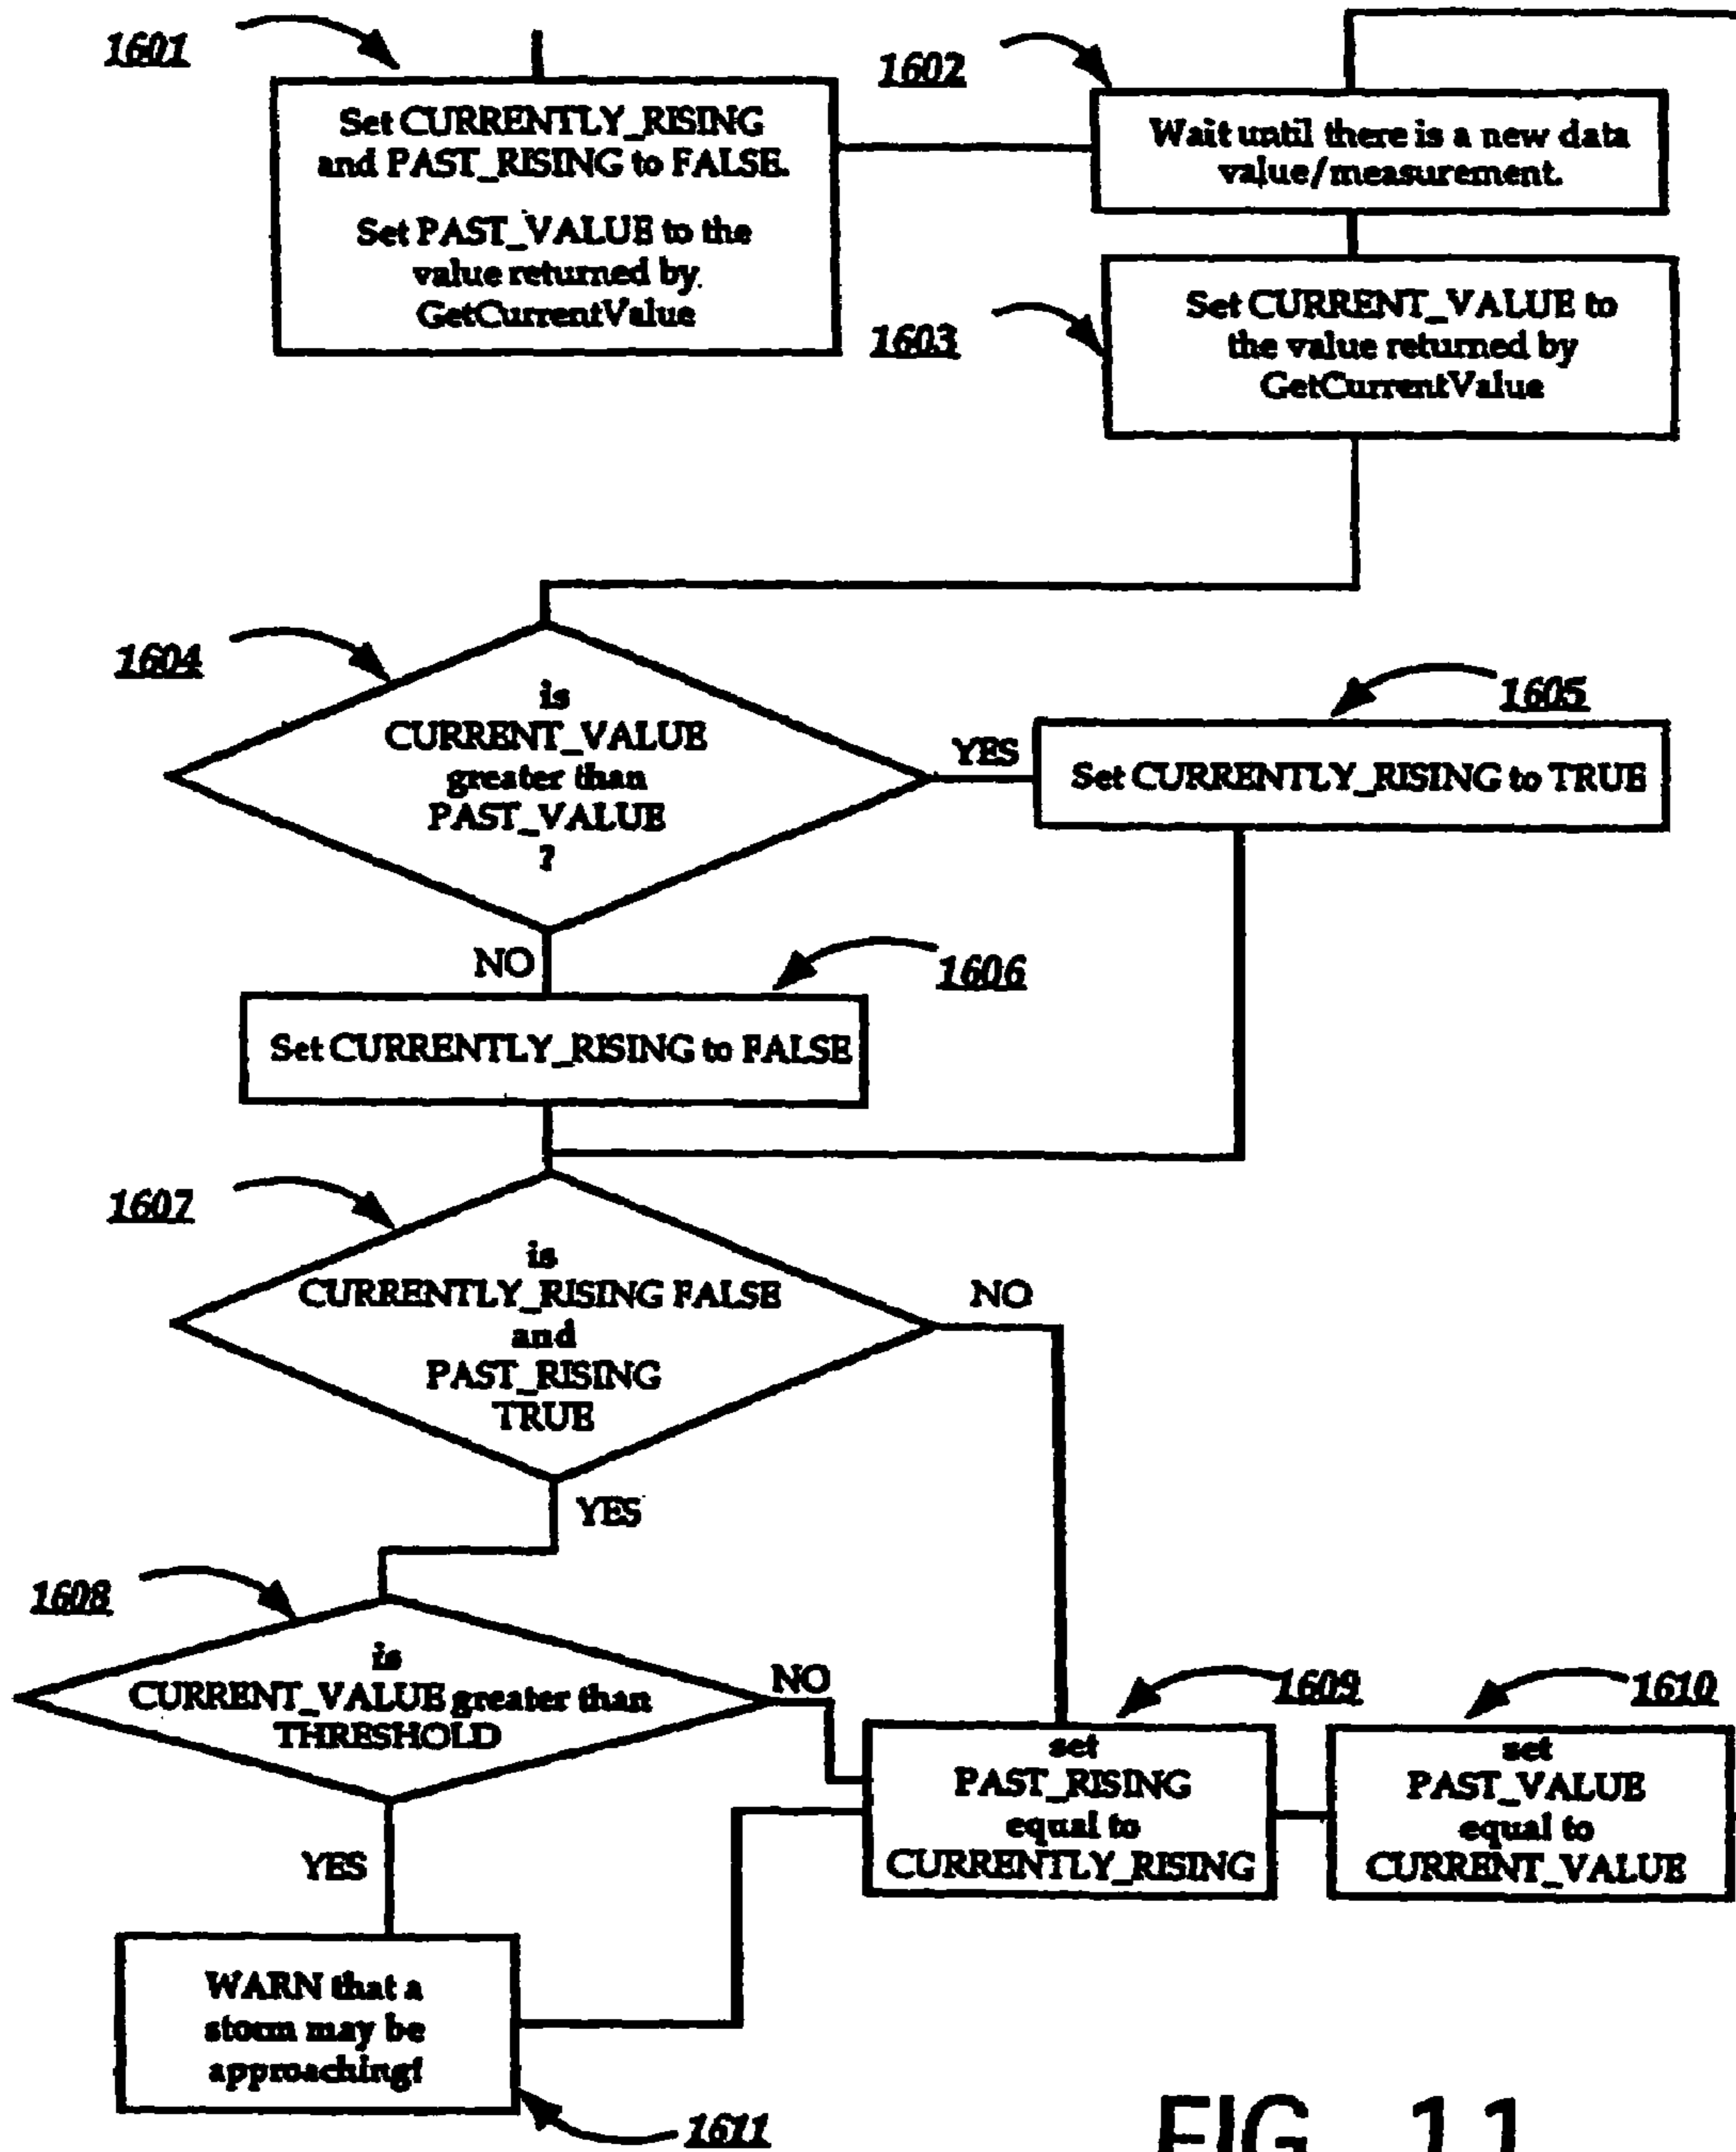 1601
Set CURRENTLY_RISING
and PAST_RISING to FALSE.
Set PAST_VALUE to the
value returned by.
GetCurrentValue
1602
Wait until there is a new data
value/measurement.
1603
Set CURRENT_VALUE to
the value returned by
GetCurrentValue
1604
is
CURRENT_VALUE
greater than
PAST_VALUE
?
YES
1605
Set CURRENTLY_RISING to TRUE
NO
1606
Set CURRENTLY_RISING to FALSE
1607
is
CURRENTLY_RISING FALSE
and
PAST_RISING
TRUE
NO
YES
1608
is
CURRENT_VALUE greater than
THRESHOLD
NO
1609
set
PAST_RISING
equal to
CURRENTLY_RISING
1610
set
PAST_VALUE
equal to
CURRENT_VALUE
YES
WARN that a
storm may be
approaching!
1611
FIG. 11